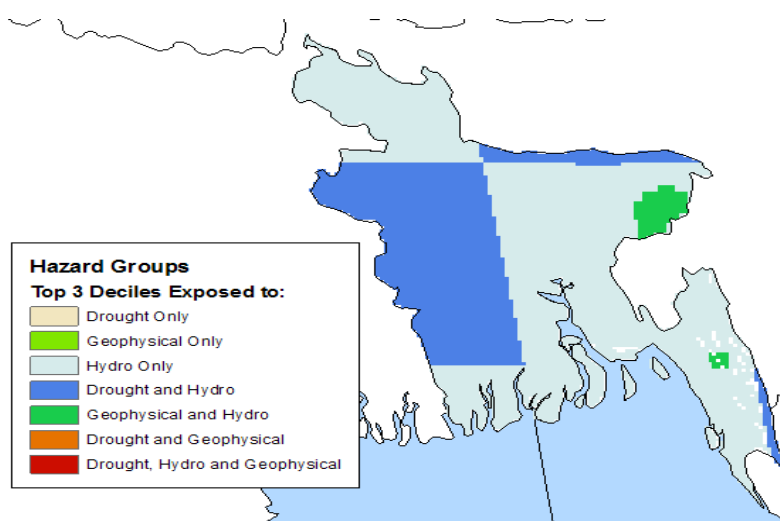 Hazard Groups
Top 3 Deciles Exposed to:
Drought Only
Geophysical Only
Hydro Only
Drought and Hydro
Geophysical and Hydro
Drought and Geophysical
Drought, Hydro and Geophysical